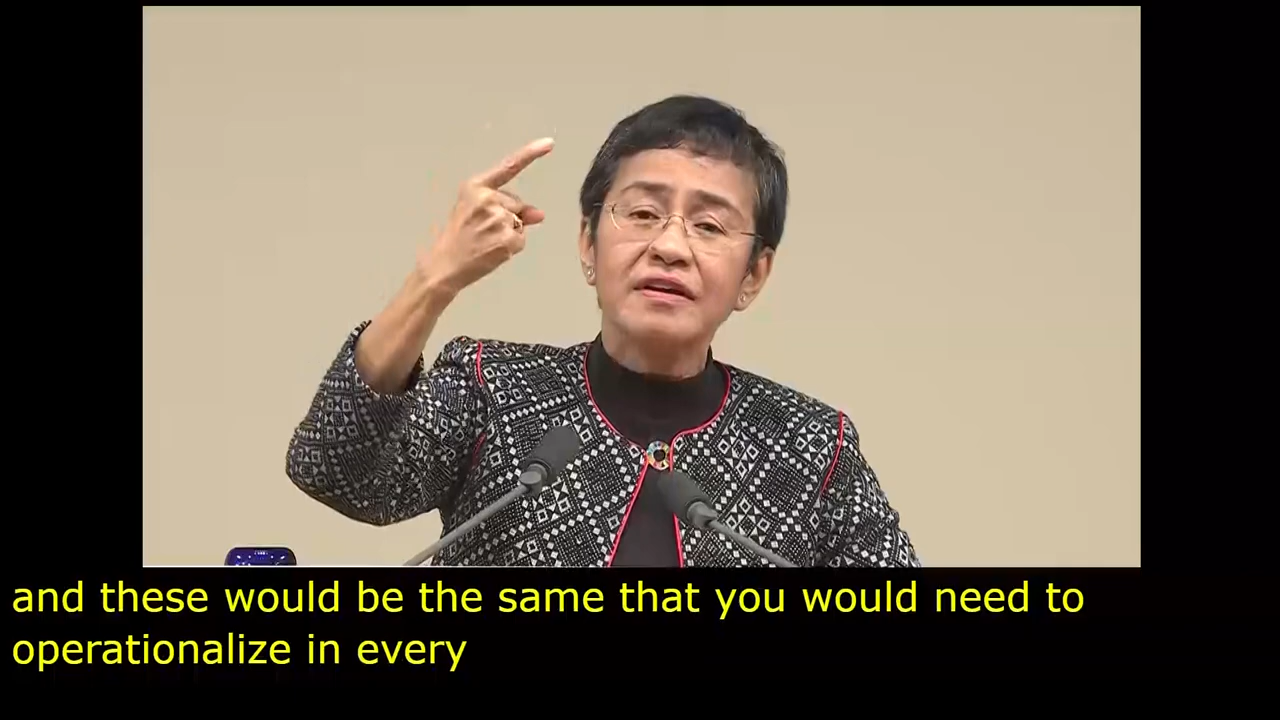 and these would be the same that you would need to
operationalize in every